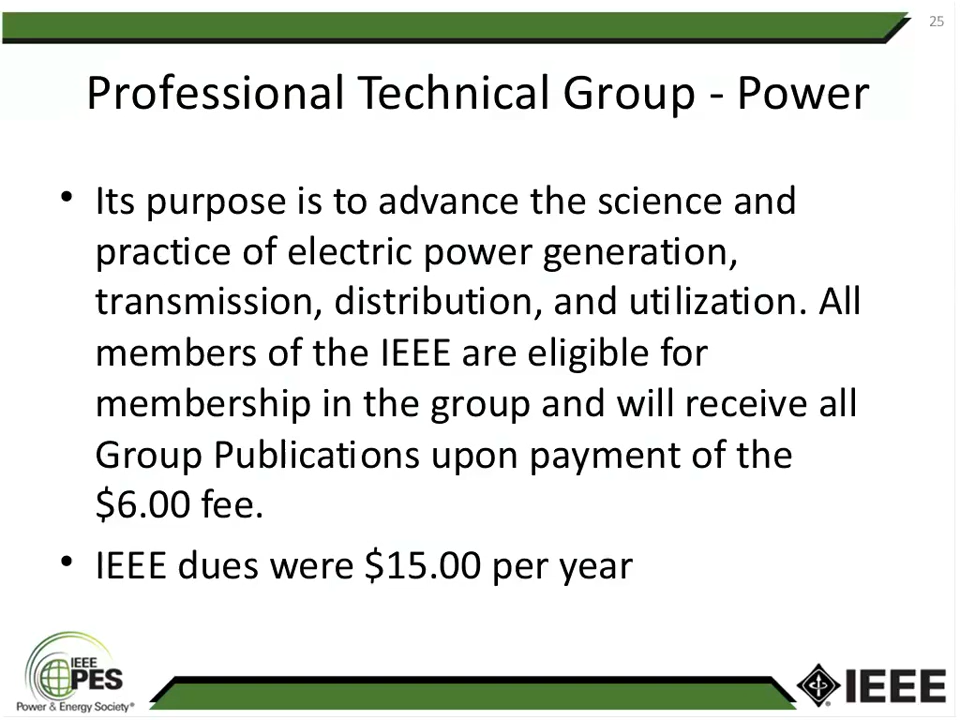 25
Professional Technical Group - Power
• Its purpose is to advance the science and
practice of electric power generation,
transmission, distribution, and utilization. All
members of the IEEE are eligible for
membership in the group and will receive all
Group Publications upon payment of the
$6.00 fee.
• IEEE dues were $15.00 per year
IEEE
PES
Power & Energy Society®
IEEE